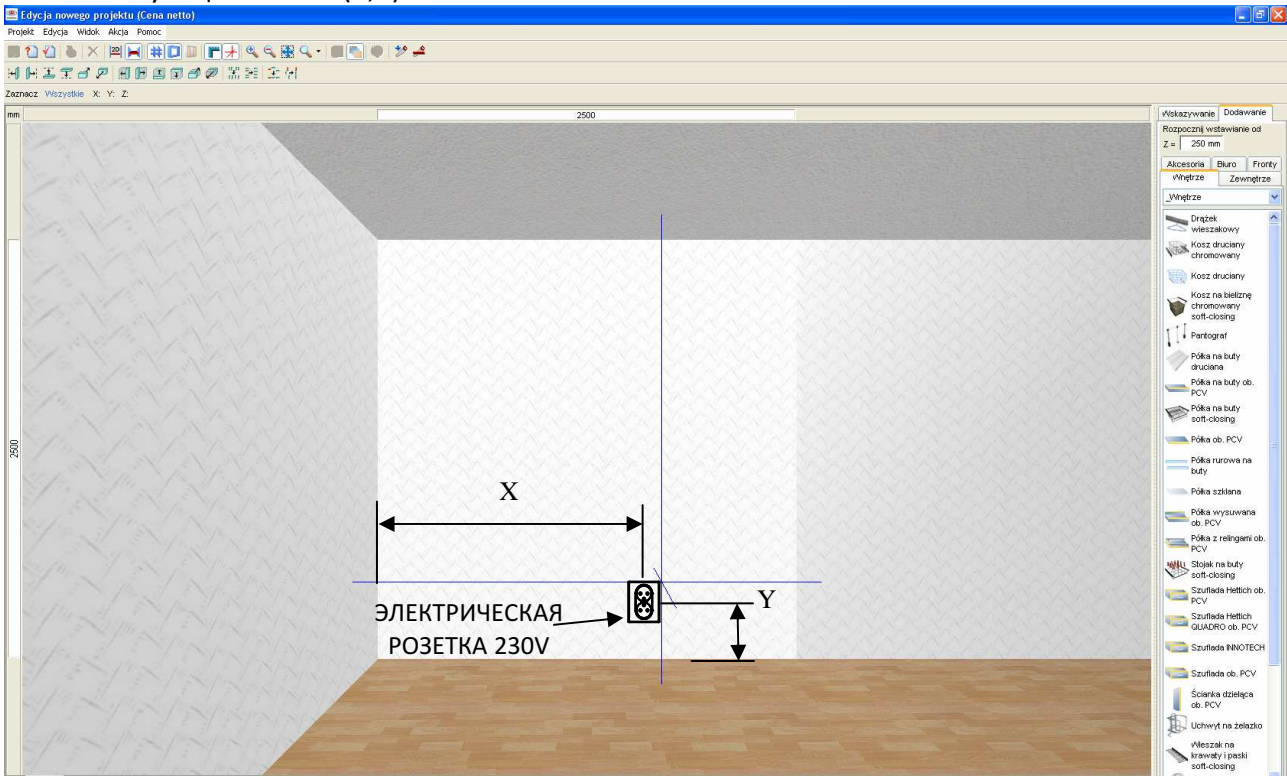 Edycja nowego projektu (Cena netto)
Projekt Edycja Widok Akcja Pomoc
2D
Zaznacz Wszystkie X: Y: Z:
mm
2500
Wskazywanie Dodawanie
Rozpocznij wstawianie od
Z = 250 mm
Akcesoria Biuro Fronty
Wnętrze Zewnętrze
_Wnętrze
Drążek
wieszakowy
Kosz druciany
chromowany
Kosz druciany
Kosz na bieliznę
chromowany
soft-closing
Pantograf
Półka na buty
druciana
Półka na buty ob.
PCV
Półka na buty
soft-closing
Półka ob. PCV
Półka rurowa na
buty
Półka szklana
Półka wysuwana
ob. PCV
Półka z relingami ob.
PCV
Stojak na buty
soft-closing
Szuflada Hettich ob.
PCV
Szuflada Hettich
QUADRO ob. PCV
Szuflada INNOTECH
Szuflada ob. PCV
Ścianka dzieląca
ob. PCV
Uchwyt na żelazko
Wieszak na
krawaty i paski
soft-closing
2500
X
Y
ЭЛЕКТРИЧЕСКАЯ
РОЗЕТКА 230V